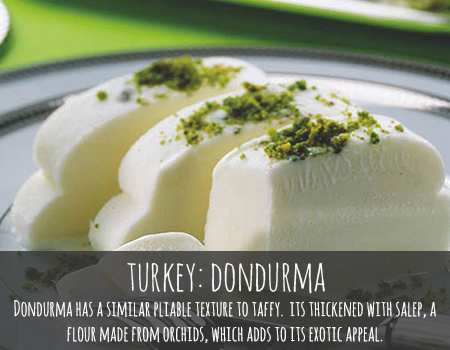 TURKEY: DONDURMA
DONDURMA HAS A SIMILAR PLIABLE TEXTURE TO TAFFY. ITS THICKENED WITH SALEP, A
FLOUR MADE FROM ORCHIDS, WHICH ADDS TO ITS EXOTIC APPEAL.